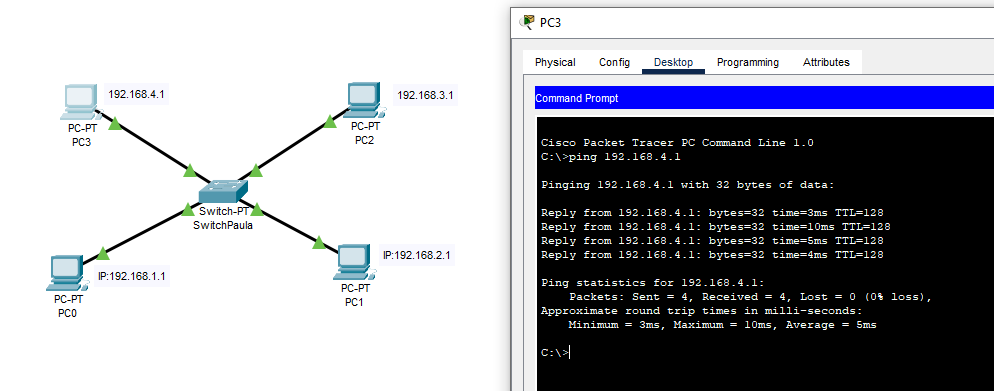 192.168.4.1
PC-PT
PC3
192.168.3.1
PC-PT
PC2
Switch-PT
SwitchPaula
IP:192.168.1.1
PC-PT
PC0
IP:192.168.2.1
PC-PT
PC1
PC3
Physical Config Desktop Programming Attributes
Command Prompt
Cisco Packet Tracer PC Command Line 1.0
C:\>ping 192.168.4.1
Pinging 192.168.4.1 with 32 bytes of data:
Reply from 192.168.4.1: bytes=32 time=3ms TTL=128
Reply from 192.168.4.1: bytes=32 time=10ms TTL=128
Reply from 192.168.4.1: bytes=32 time=5ms TTL=128
Reply from 192.168.4.1: bytes=32 time=4ms TTL=128
Ping statistics for 192.168.4.1:
Packets: Sent = 4, Received = 4, Lost = 0 (0% loss),
Approximate round trip times in milli-seconds:
Minimum = 3ms, Maximum = 10ms, Average = 5ms
C:\>